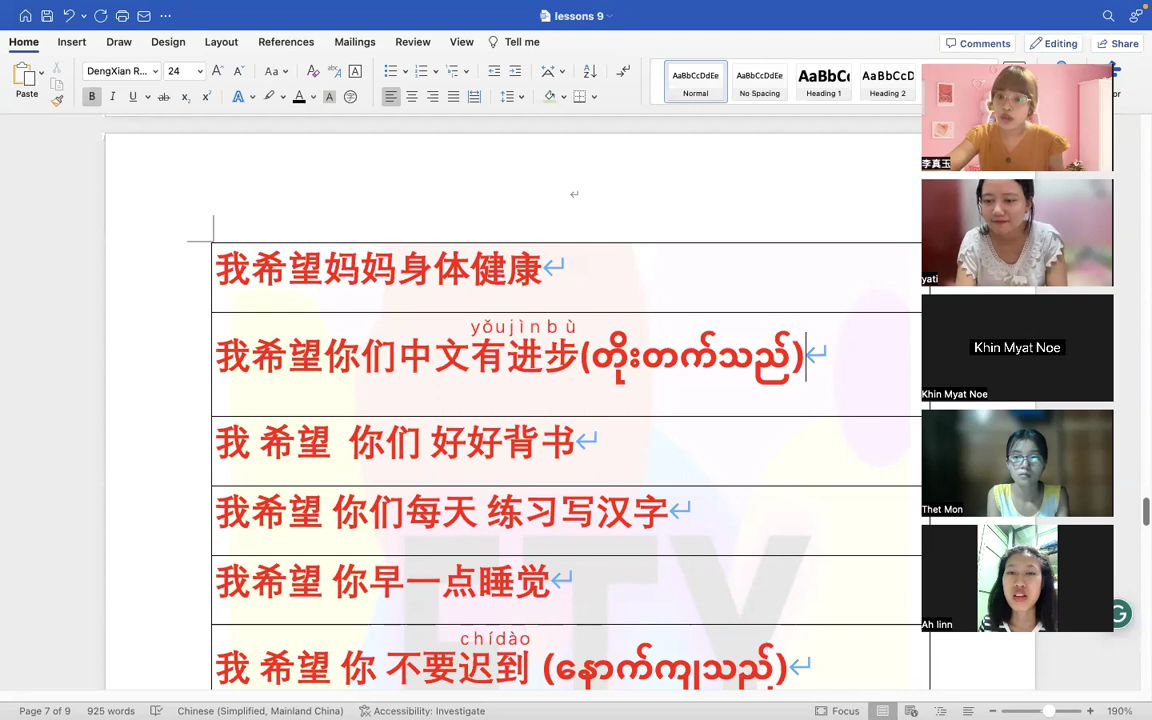 lessons 9
Home Insert Draw Design Layout References Mailings Review View Tell me
Comments Editing Share
Paste
DengXian R... 24
AaBbCcDdEe AaBbCcDdEe AaBbC AaBbCcD
Normal No Spacing Heading 1 Heading 2
李真玉
yati
Khin Myat Noe
Khin Myat Noe
Thet Mon
Ah linn
我希望妈妈身体健康
yǒujìnbù
我希望你们中文有进步(တိုးတက်သည်)
我 希望 你们 好好背书
我希望 你们每天 练习写汉字
我希望 你早一点睡觉
chídào
我 希望 你 不要迟到 (နောက်ကျသည်)
Page 7 of 9 925 words Chinese (Simplified, Mainland China) Accessibility: Investigate Focus 190%